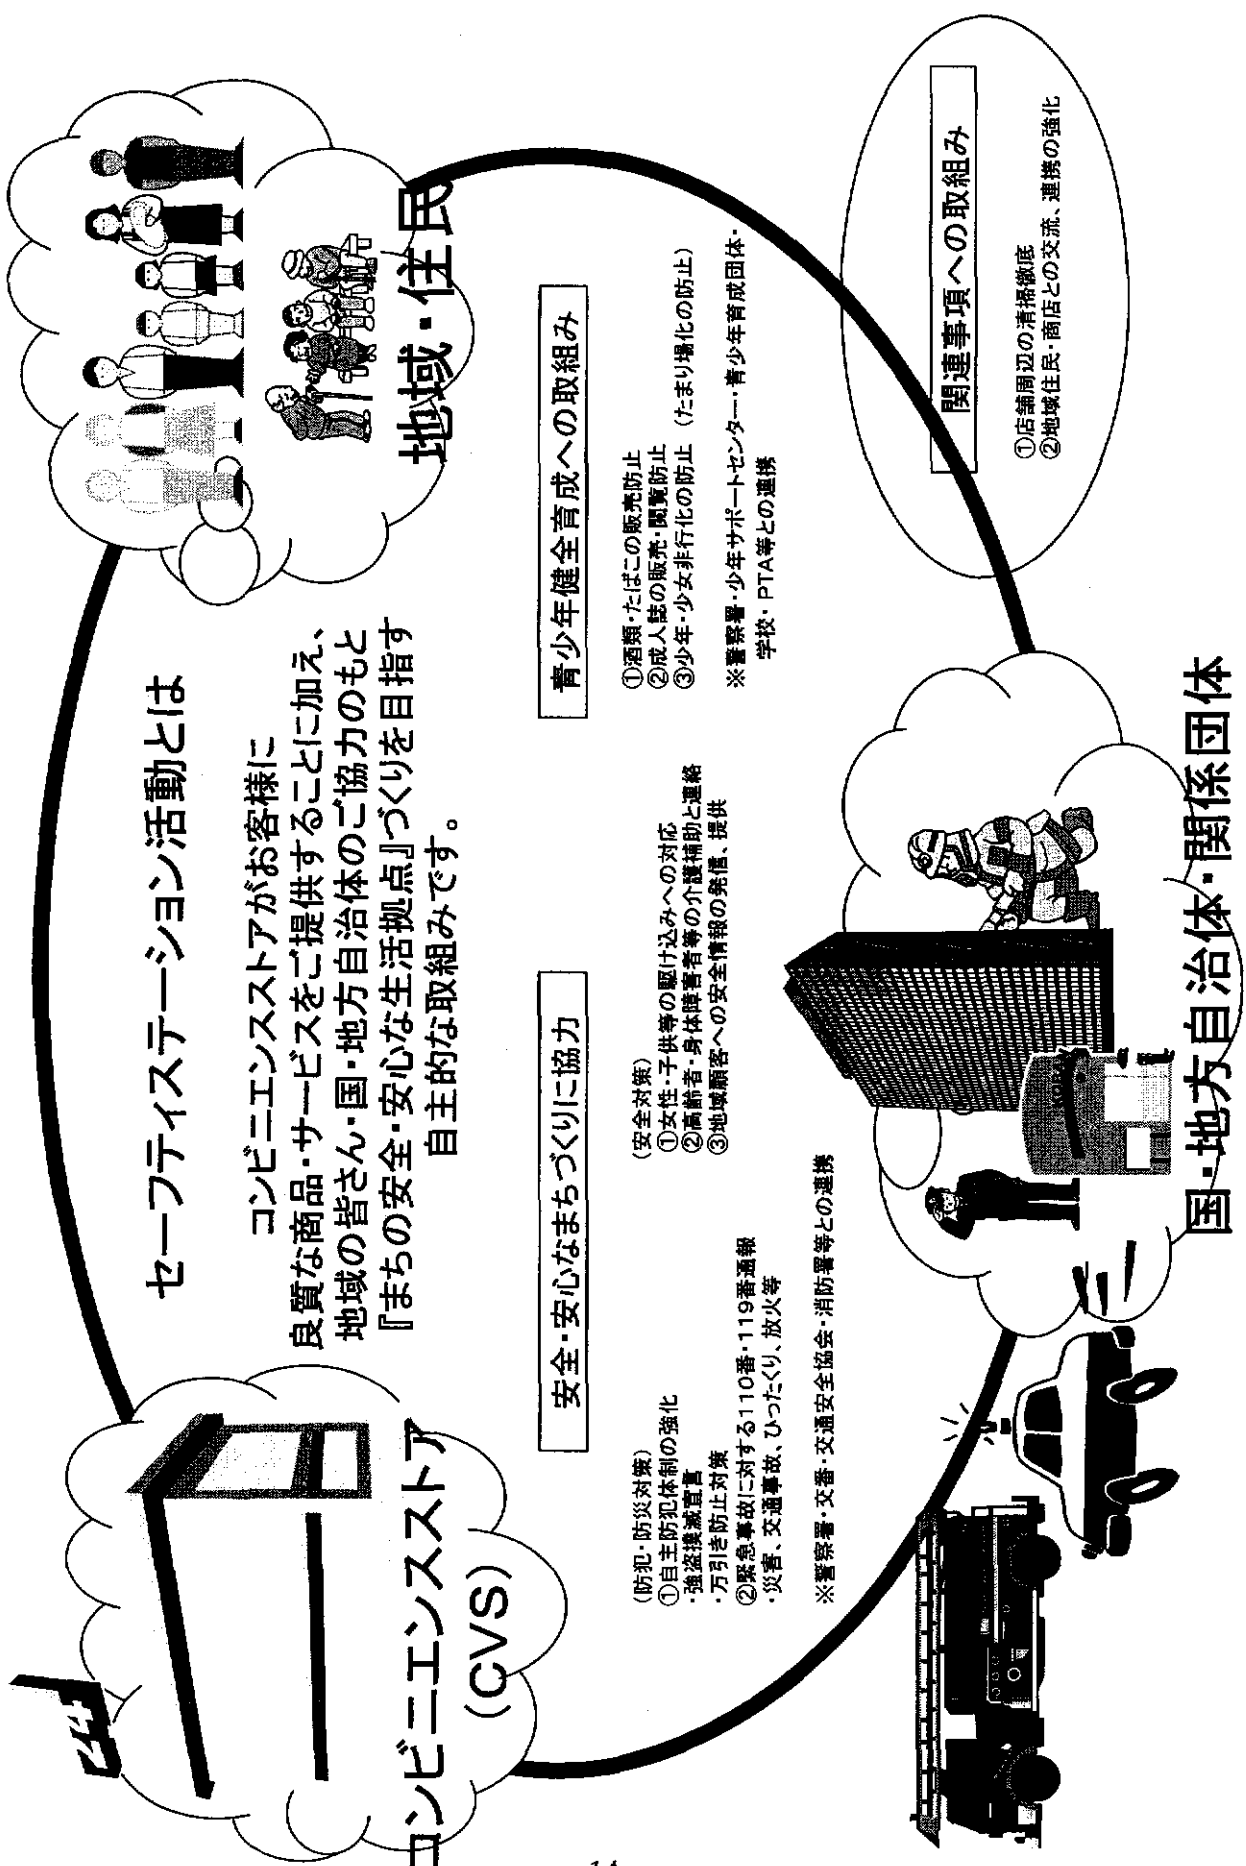 セーフティステーション活動とは
コンビニエンスストアがお客様に
良質な商品・サービスをご提供することに加え、
地域の皆さん・国・地方自治体のご協力のもと
『まちの安全・安心な生活拠点』づくりを目指す
自主的な取組みです。
24
コンビニエンスストア
(CVS)
地域・住民
安全・安心なまちづくりに協力
(防犯・防災対策)
①自主防犯体制の強化
・強盗撲滅宣言
・万引き防止対策
②緊急事故に対する110番・119番通報
・災害、交通事故、ひったくり、放火等
(安全対策)
①女性・子供等の駆け込みへの対応
②高齢者・身体障害者等の介護補助と連絡
③地域顧客への安全情報の発信、提供
※警察署・交番・交通安全協会・消防署等との連携
青少年健全育成への取組み
①酒類・たばこの販売防止
②成人誌の販売・閲覧防止
③少年・少女非行化の防止 (たまり場化の防止)
※警察署・少年サポートセンター・青少年育成団体・
学校・PTA等との連携
関連事項への取組み
①店舗周辺の清掃徹底
②地域住民・商店との交流、連携の強化
国・地方自治体・関係団体